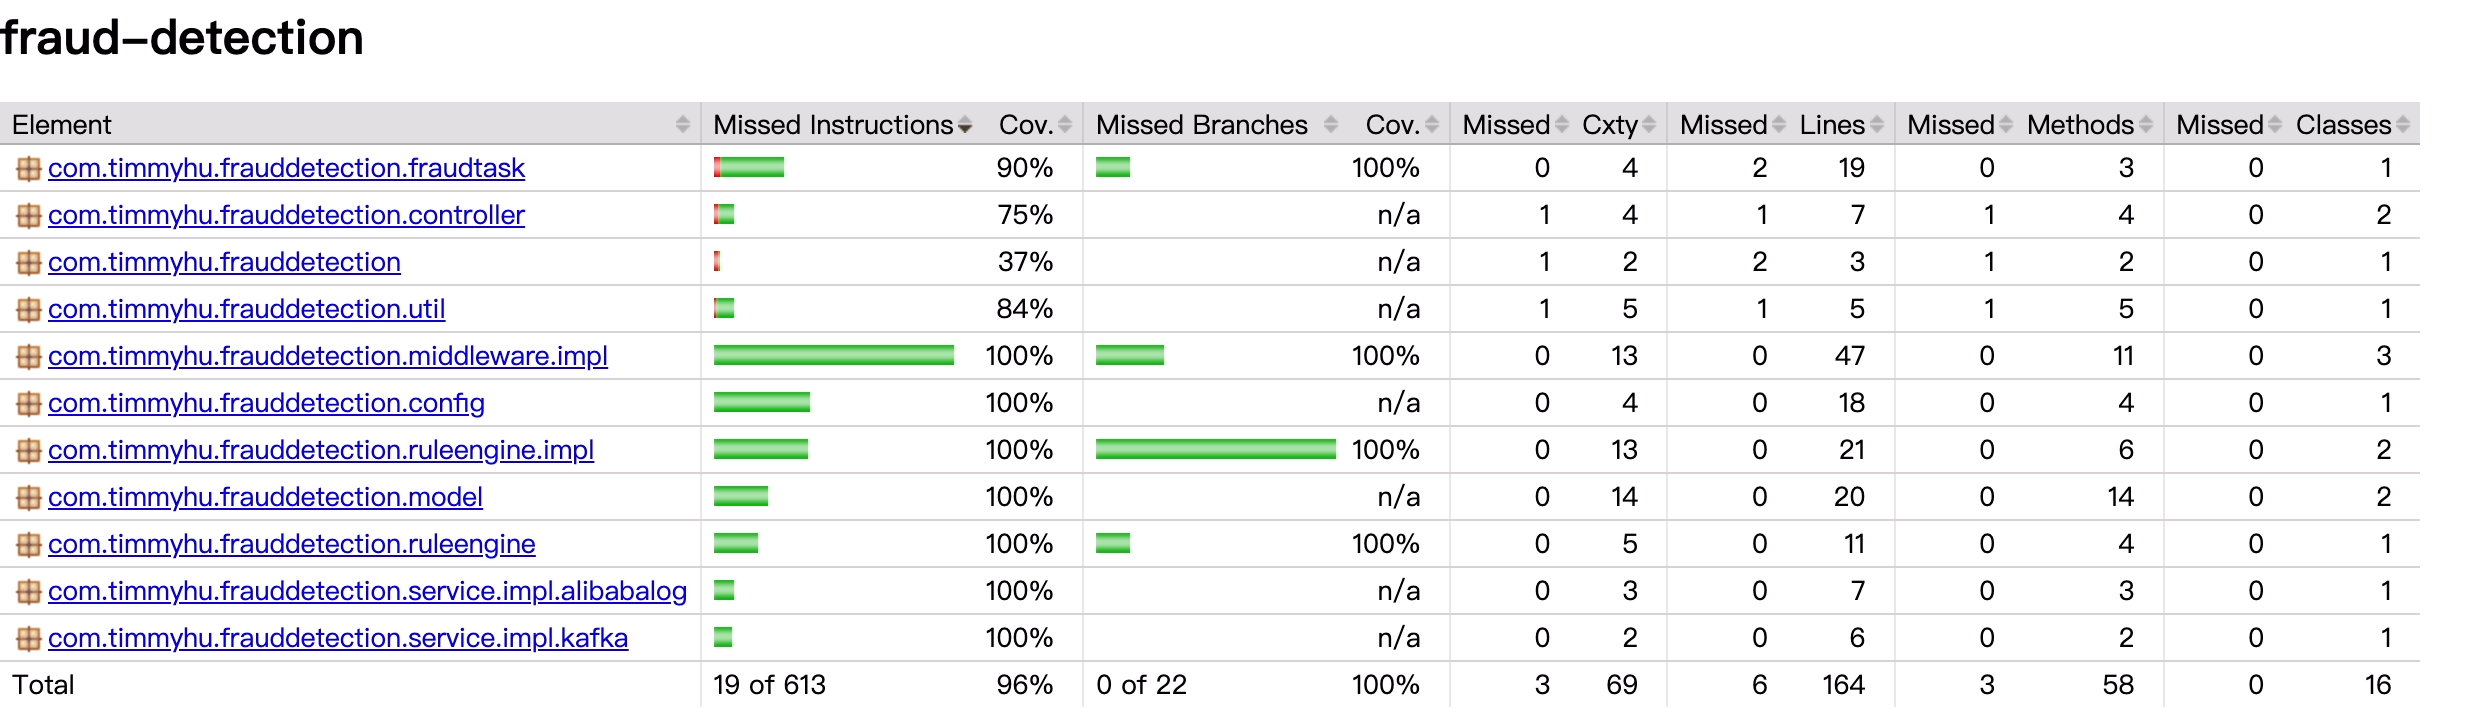 fraud-detection
Element Missed Instructions Cov. Missed Branches Cov. Missed Cxty Missed Lines Missed Methods Missed Classes
com.timmyhu.frauddetection.fraudtask 90% 100% 0 4 2 19 0 3 0 1
com.timmyhu.frauddetection.controller 75% n/a 1 4 1 7 1 4 0 2
com.timmyhu.frauddetection 37% n/a 1 2 2 3 1 2 0 1
com.timmyhu.frauddetection.util 84% n/a 1 5 1 5 1 5 0 1
com.timmyhu.frauddetection.middleware.impl 100% 100% 0 13 0 47 0 11 0 3
com.timmyhu.frauddetection.config 100% n/a 0 4 0 18 0 4 0 1
com.timmyhu.frauddetection.ruleengine.impl 100% 100% 0 13 0 21 0 6 0 2
com.timmyhu.frauddetection.model 100% n/a 0 14 0 20 0 14 0 2
com.timmyhu.frauddetection.ruleengine 100% 100% 0 5 0 11 0 4 0 1
com.timmyhu.frauddetection.service.impl.alibabalog 100% n/a 0 3 0 7 0 3 0 1
com.timmyhu.frauddetection.service.impl.kafka 100% n/a 0 2 0 6 0 2 0 1
Total 19 of 613 96% 0 of 22 100% 3 69 6 164 3 58 0 16